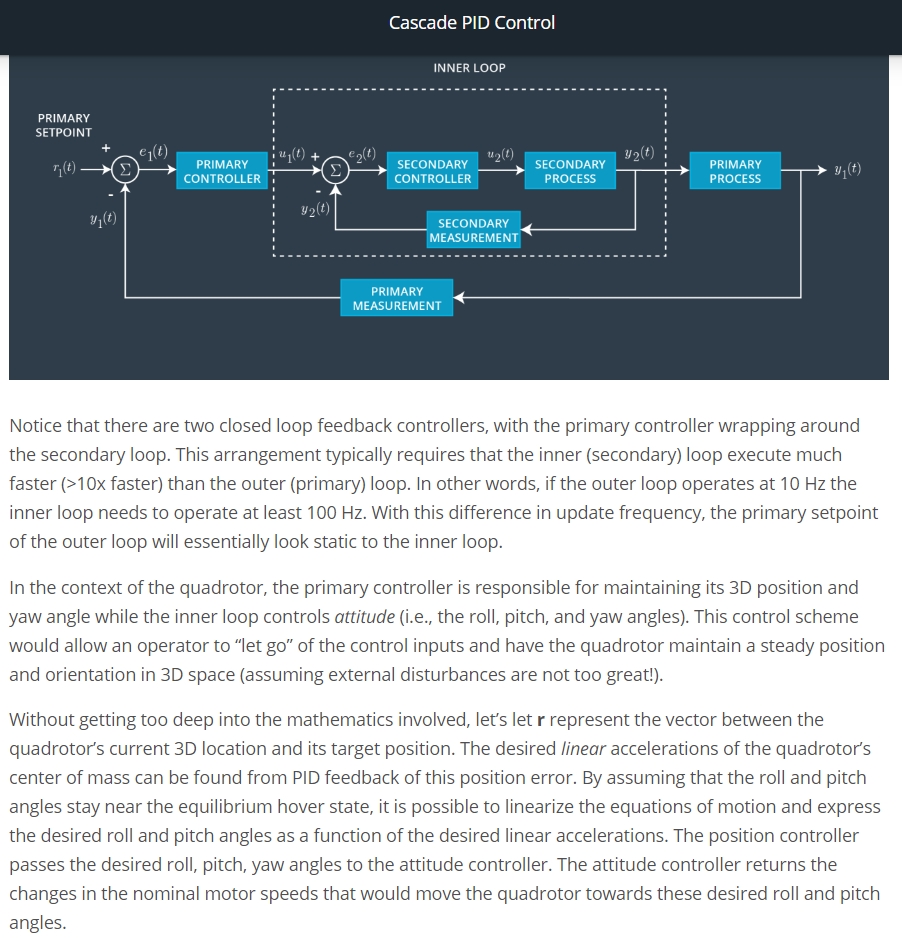 Cascade PID Control
INNER LOOP
PRIMARY
SETPOINT
r₁(t)
+
e₁(t)
Σ
-
y₁(t)
PRIMARY
CONTROLLER
u₁(t)
+
e₂(t)
Σ
-
y₂(t)
SECONDARY
CONTROLLER
u₂(t)
SECONDARY
PROCESS
y₂(t)
PRIMARY
PROCESS
y₁(t)
SECONDARY
MEASUREMENT
PRIMARY
MEASUREMENT
Notice that there are two closed loop feedback controllers, with the primary controller wrapping around
the secondary loop. This arrangement typically requires that the inner (secondary) loop execute much
faster (>10x faster) than the outer (primary) loop. In other words, if the outer loop operates at 10 Hz the
inner loop needs to operate at least 100 Hz. With this difference in update frequency, the primary setpoint
of the outer loop will essentially look static to the inner loop.
In the context of the quadrotor, the primary controller is responsible for maintaining its 3D position and
yaw angle while the inner loop controls attitude (i.e., the roll, pitch, and yaw angles). This control scheme
would allow an operator to “let go” of the control inputs and have the quadrotor maintain a steady position
and orientation in 3D space (assuming external disturbances are not too great!).
Without getting too deep into the mathematics involved, let’s let r represent the vector between the
quadrotor’s current 3D location and its target position. The desired linear accelerations of the quadrotor’s
center of mass can be found from PID feedback of this position error. By assuming that the roll and pitch
angles stay near the equilibrium hover state, it is possible to linearize the equations of motion and express
the desired roll and pitch angles as a function of the desired linear accelerations. The position controller
passes the desired roll, pitch, yaw angles to the attitude controller. The attitude controller returns the
changes in the nominal motor speeds that would move the quadrotor towards these desired roll and pitch
angles.